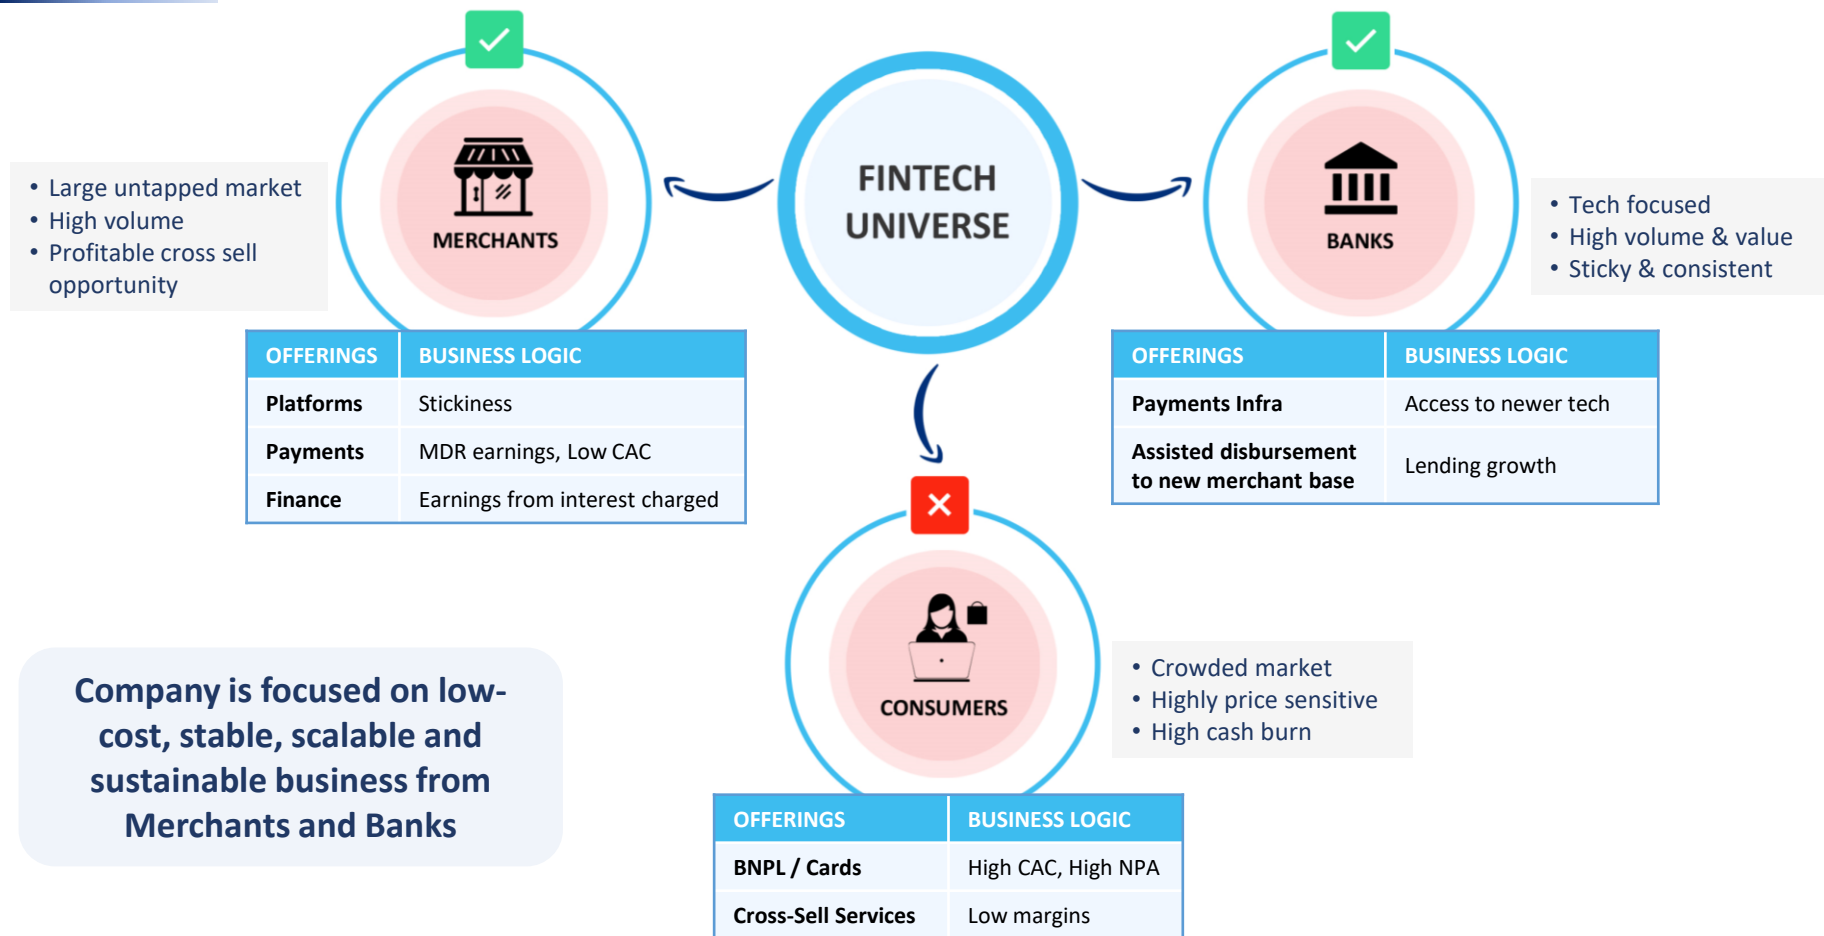 FINTECH
UNIVERSE
MERCHANTS
• Large untapped market
• High volume
• Profitable cross sell
opportunity
OFFERINGS BUSINESS LOGIC
Platforms Stickiness
Payments MDR earnings, Low CAC
Finance Earnings from interest charged
BANKS
• Tech focused
• High volume & value
• Sticky & consistent
OFFERINGS BUSINESS LOGIC
Payments Infra Access to newer tech
Assisted disbursement
to new merchant base Lending growth
CONSUMERS
• Crowded market
• Highly price sensitive
• High cash burn
OFFERINGS BUSINESS LOGIC
BNPL / Cards High CAC, High NPA
Cross-Sell Services Low margins
Company is focused on low-
cost, stable, scalable and
sustainable business from
Merchants and Banks